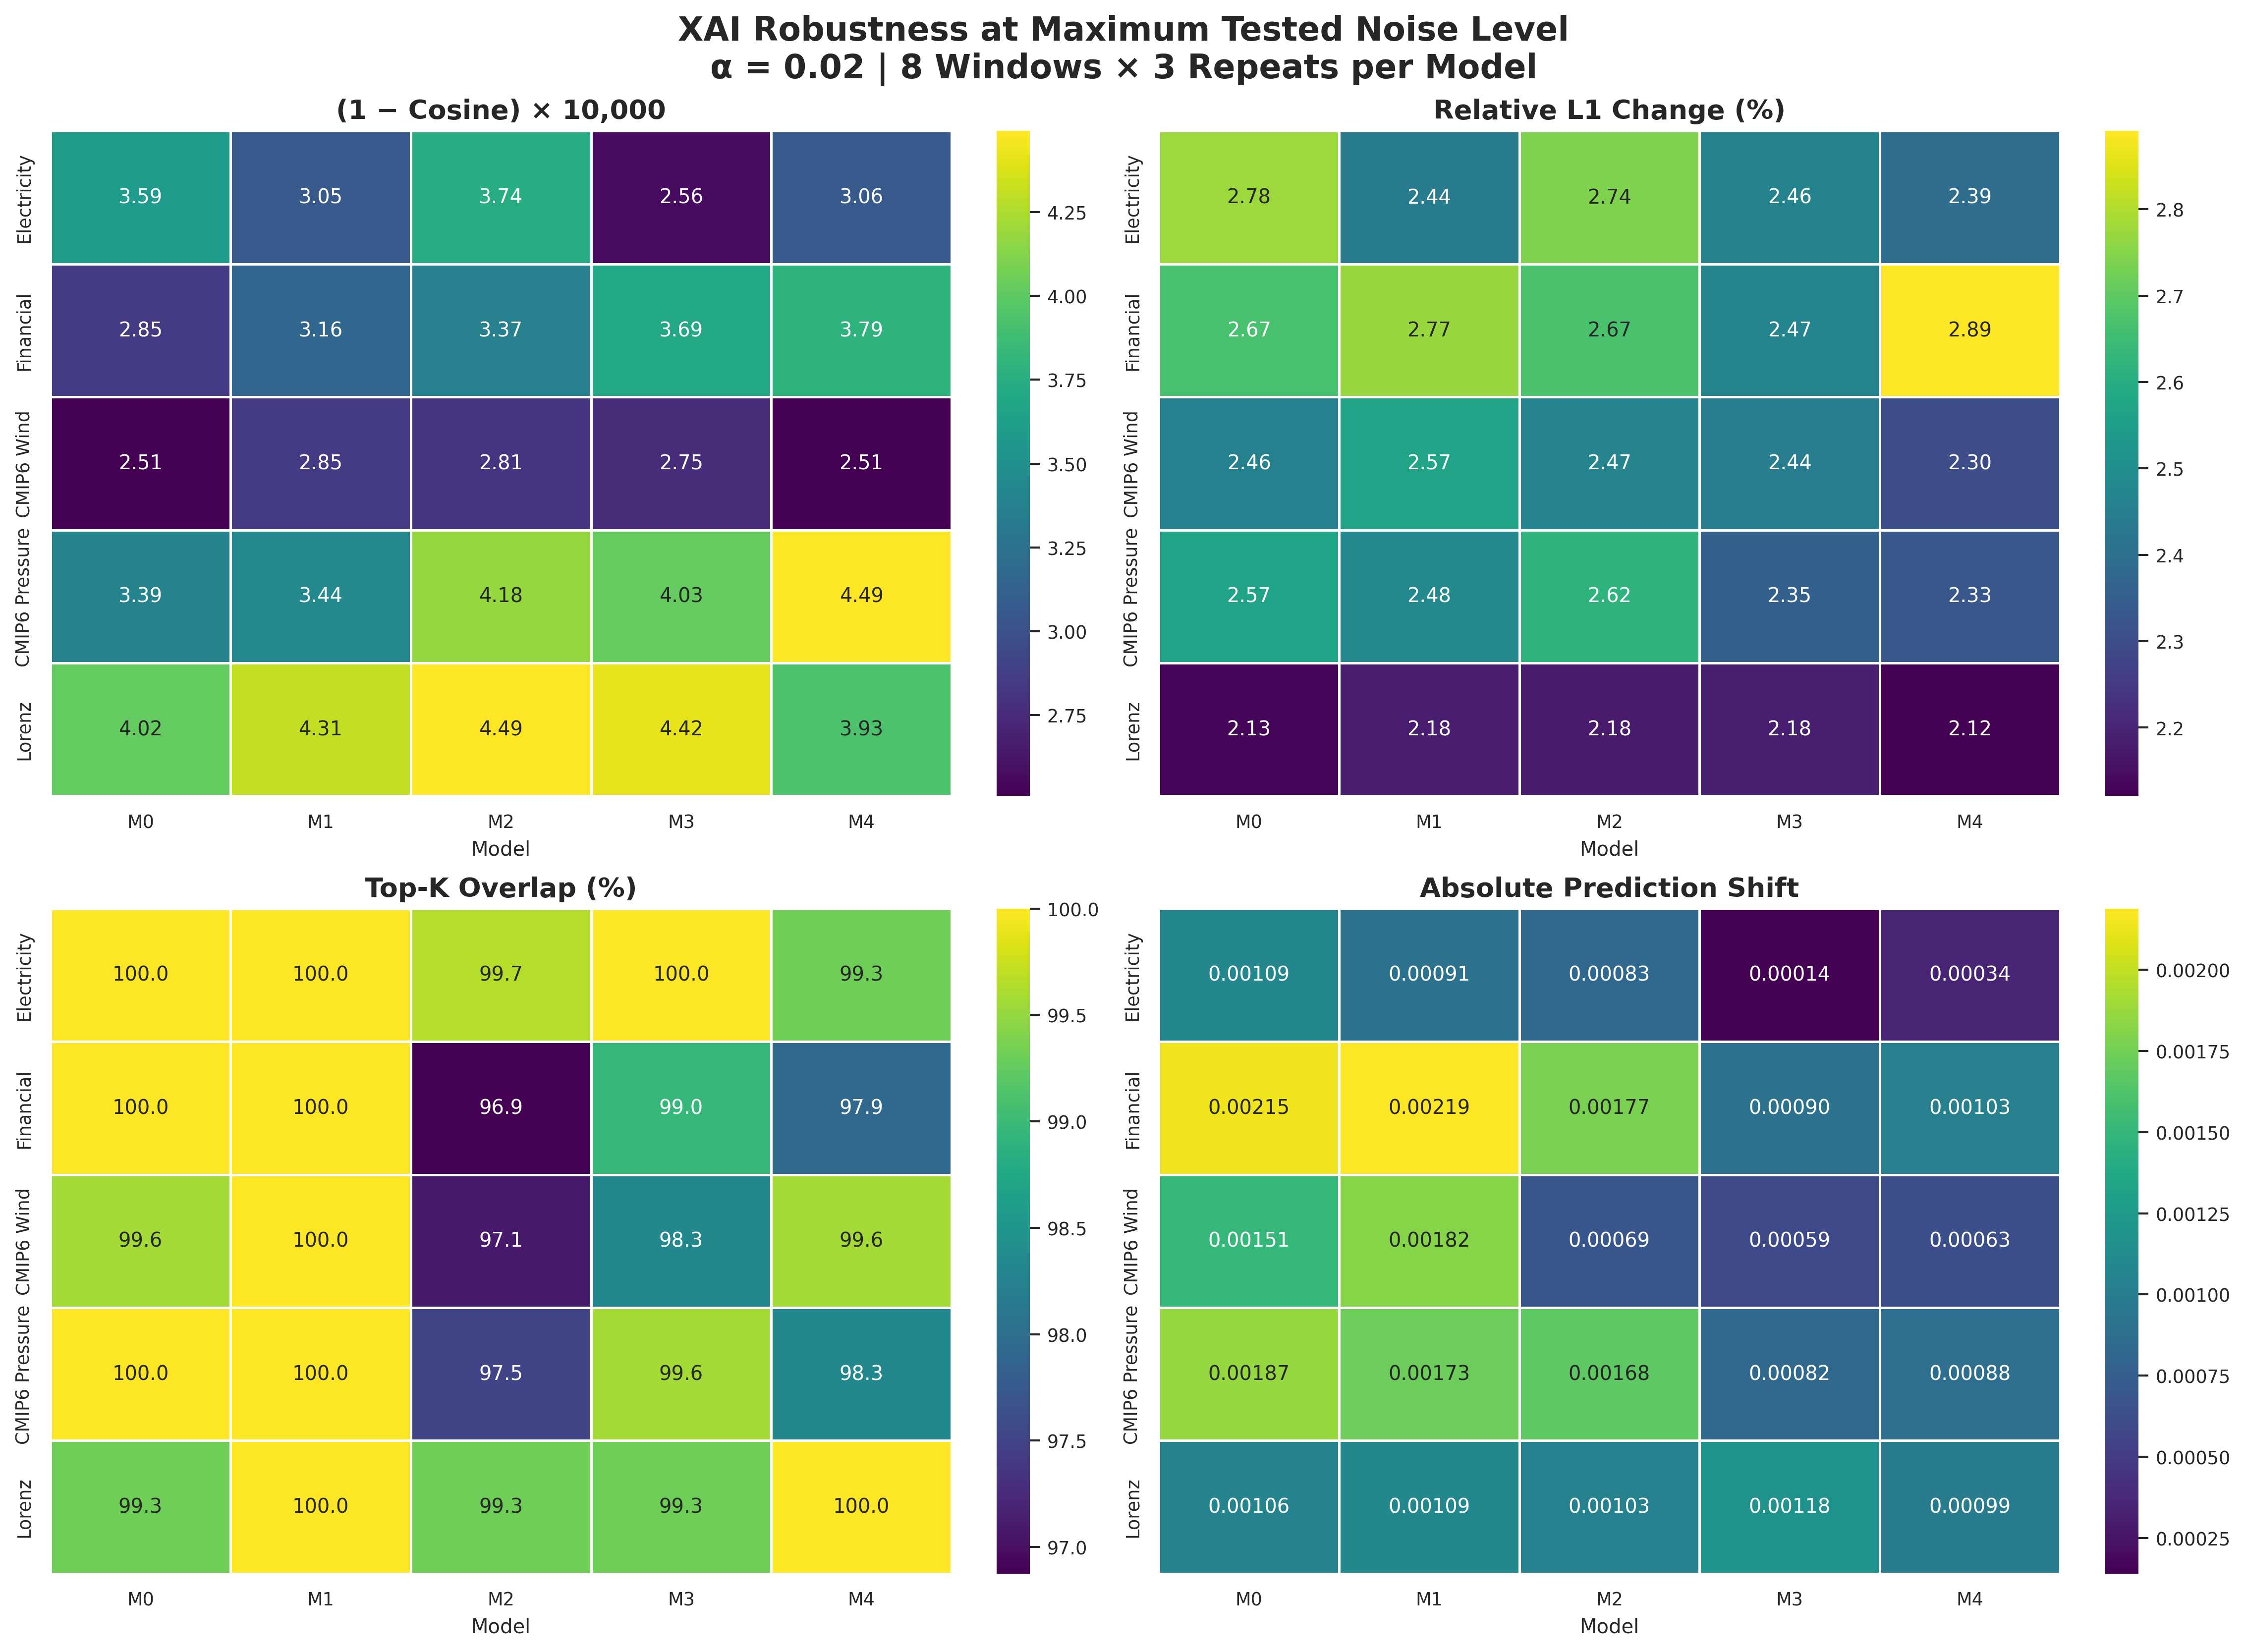 XAI Robustness at Maximum Tested Noise Level
α = 0.02 | 8 Windows × 3 Repeats per Model
(1 − Cosine) × 10,000
Electricity 3.59 3.05 3.74 2.56 3.06
Financial 2.85 3.16 3.37 3.69 3.79
CMIP6 Wind 2.51 2.85 2.81 2.75 2.51
CMIP6 Pressure 3.39 3.44 4.18 4.03 4.49
Lorenz 4.02 4.31 4.49 4.42 3.93
M0 M1 M2 M3 M4
Model
4.25
4.00
3.75
3.50
3.25
3.00
2.75
Relative L1 Change (%)
Electricity 2.78 2.44 2.74 2.46 2.39
Financial 2.67 2.77 2.67 2.47 2.89
CMIP6 Wind 2.46 2.57 2.47 2.44 2.30
CMIP6 Pressure 2.57 2.48 2.62 2.35 2.33
Lorenz 2.13 2.18 2.18 2.18 2.12
M0 M1 M2 M3 M4
Model
2.8
2.7
2.6
2.5
2.4
2.3
2.2
Top-K Overlap (%)
Electricity 100.0 100.0 99.7 100.0 99.3
Financial 100.0 100.0 96.9 99.0 97.9
CMIP6 Wind 99.6 100.0 97.1 98.3 99.6
CMIP6 Pressure 100.0 100.0 97.5 99.6 98.3
Lorenz 99.3 100.0 99.3 99.3 100.0
M0 M1 M2 M3 M4
Model
100.0
99.5
99.0
98.5
98.0
97.5
97.0
Absolute Prediction Shift
Electricity 0.00109 0.00091 0.00083 0.00014 0.00034
Financial 0.00215 0.00219 0.00177 0.00090 0.00103
CMIP6 Wind 0.00151 0.00182 0.00069 0.00059 0.00063
CMIP6 Pressure 0.00187 0.00173 0.00168 0.00082 0.00088
Lorenz 0.00106 0.00109 0.00103 0.00118 0.00099
M0 M1 M2 M3 M4
Model
0.00200
0.00175
0.00150
0.00125
0.00100
0.00075
0.00050
0.00025